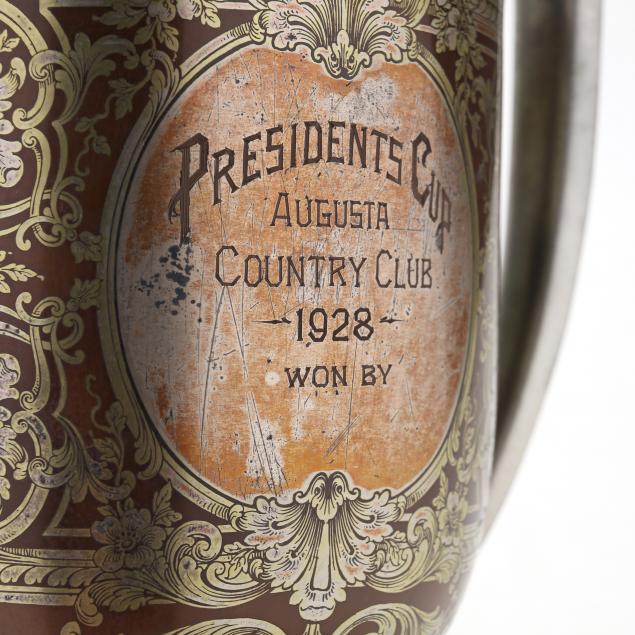 PRESIDENTS CUP
AUGUSTA
COUNTRY CLUB
1928
WON BY